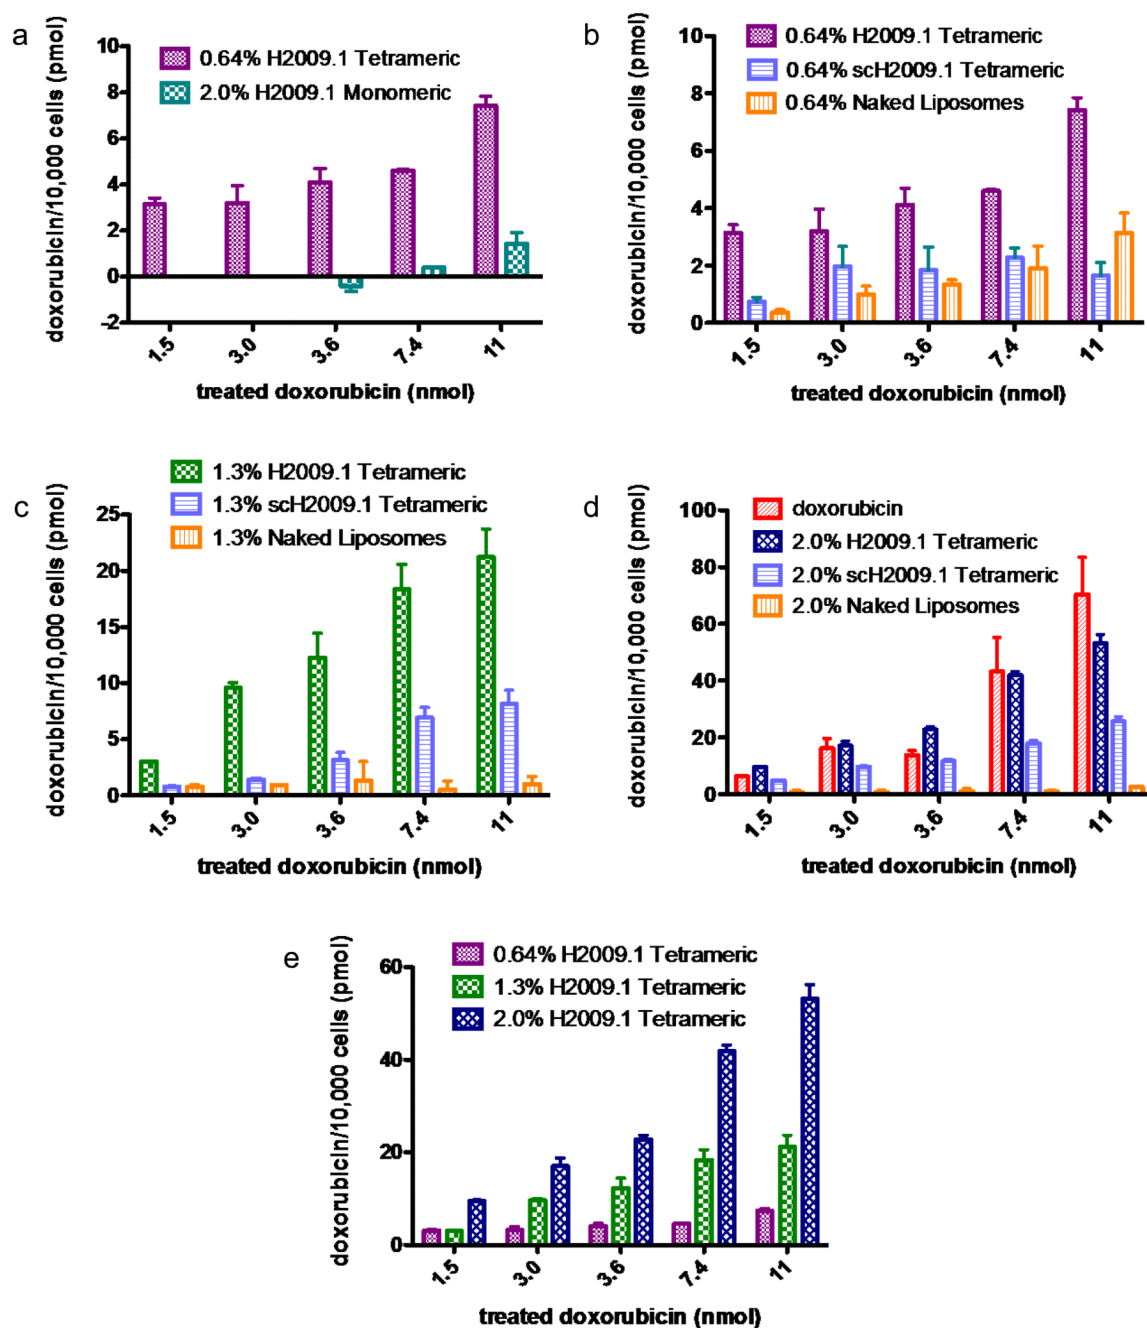 a
doxorubicin/10,000 cells (pmol)
10
8
6
4
2
0
-2
0.64% H2009.1 Tetrameric
2.0% H2009.1 Monomeric
1.5
3.0
3.6
7.4
11
treated doxorubicin (nmol)
b
doxorubicin/10,000 cells (pmol)
10
8
6
4
2
0
0.64% H2009.1 Tetrameric
0.64% scH2009.1 Tetrameric
0.64% Naked Liposomes
1.5
3.0
3.6
7.4
11
treated doxorubicin (nmol)
c
doxorubicin/10,000 cells (pmol)
1.3% H2009.1 Tetrameric
1.3% scH2009.1 Tetrameric
1.3% Naked Liposomes
25
20
15
10
5
0
1.5
3.0
3.6
7.4
11
treated doxorubicin (nmol)
d
doxorubicin/10,000 cells (pmol)
100
80
60
40
20
0
doxorubicin
2.0% H2009.1 Tetrameric
2.0% scH2009.1 Tetrameric
2.0% Naked Liposomes
1.5
3.0
3.6
7.4
11
treated doxorubicin (nmol)
e
doxorubicin/10,000 cells (pmol)
60
40
20
0
0.64% H2009.1 Tetrameric
1.3% H2009.1 Tetrameric
2.0% H2009.1 Tetrameric
1.5
3.0
3.6
7.4
11
treated doxorubicin (nmol)